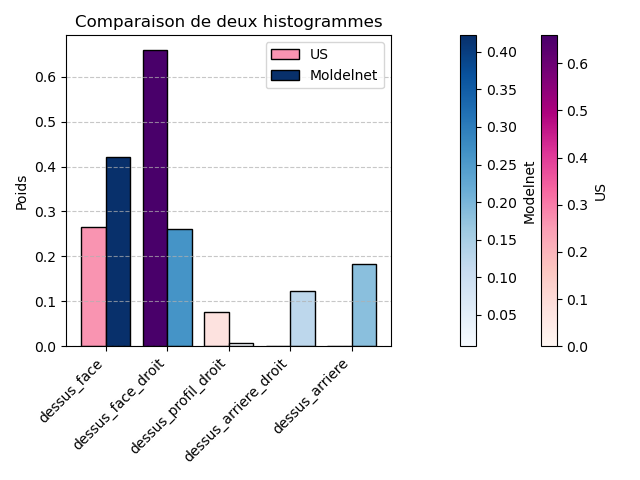 Comparaison de deux histogrammes
US
Moldelnet
Poids
0.6
0.5
0.4
0.3
0.2
0.1
0.0
dessus_face
dessus_face_droit
dessus_profil_droit
dessus_arriere_droit
dessus_arriere
0.40
0.35
0.30
0.25
0.20
0.15
0.10
0.05
Modelnet
0.6
0.5
0.4
0.3
0.2
0.1
0.0
US